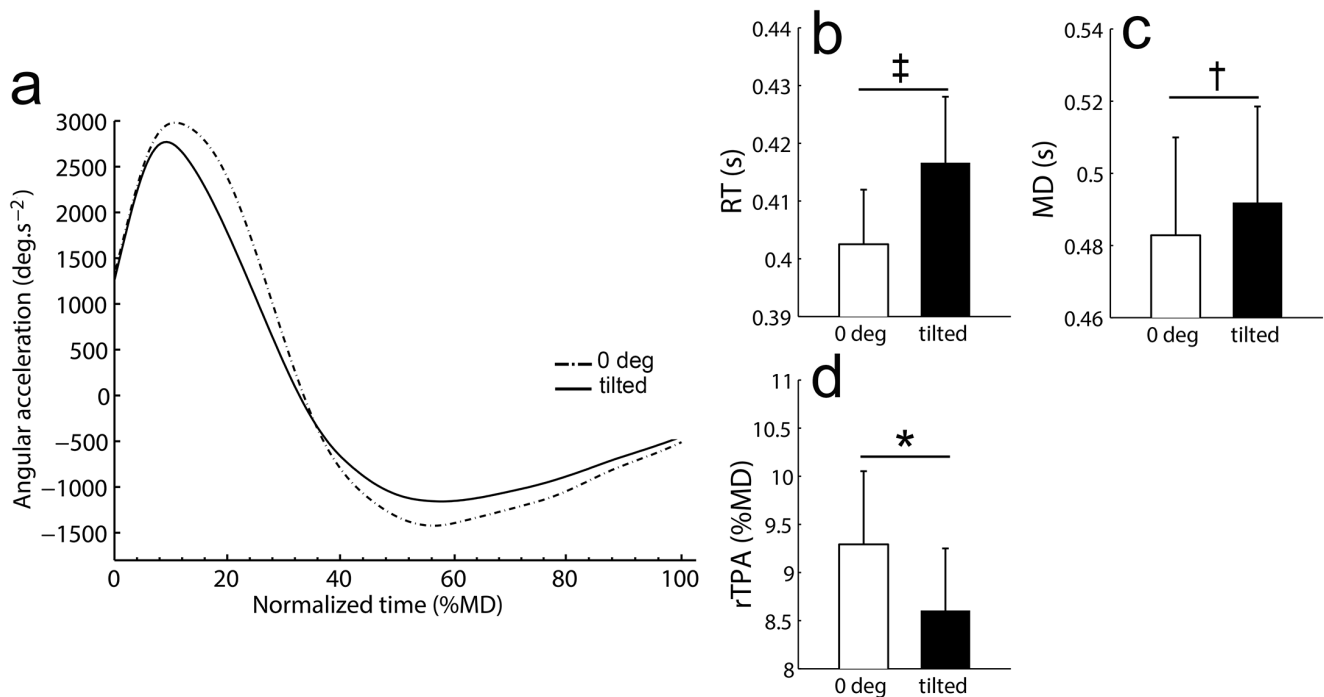 a
Angular acceleration (deg.s−2)
3000
2500
2000
1500
1000
500
0
−500
−1000
−1500
0 20 40 60 80 100
Normalized time (%MD)
0 deg
tilted
b
RT (s)
0.44
0.43
0.42
0.41
0.4
0.39
‡
0 deg tilted
c
MD (s)
0.54
0.52
0.5
0.48
0.46
†
0 deg tilted
d
rTPA (%MD)
11
10.5
10
9.5
9
8.5
8
*
0 deg tilted